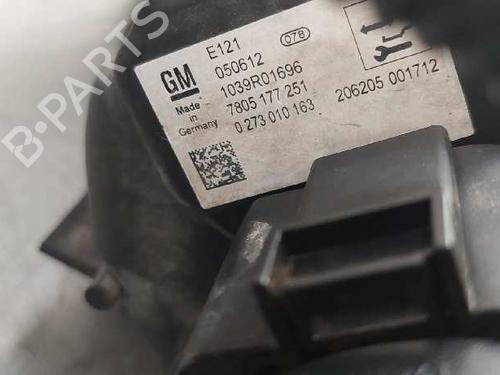 B-PARTS
GM
Made in Germany
E121
050612
078
1039R01696
7805 177 251
0 273 010 163
206205 001712